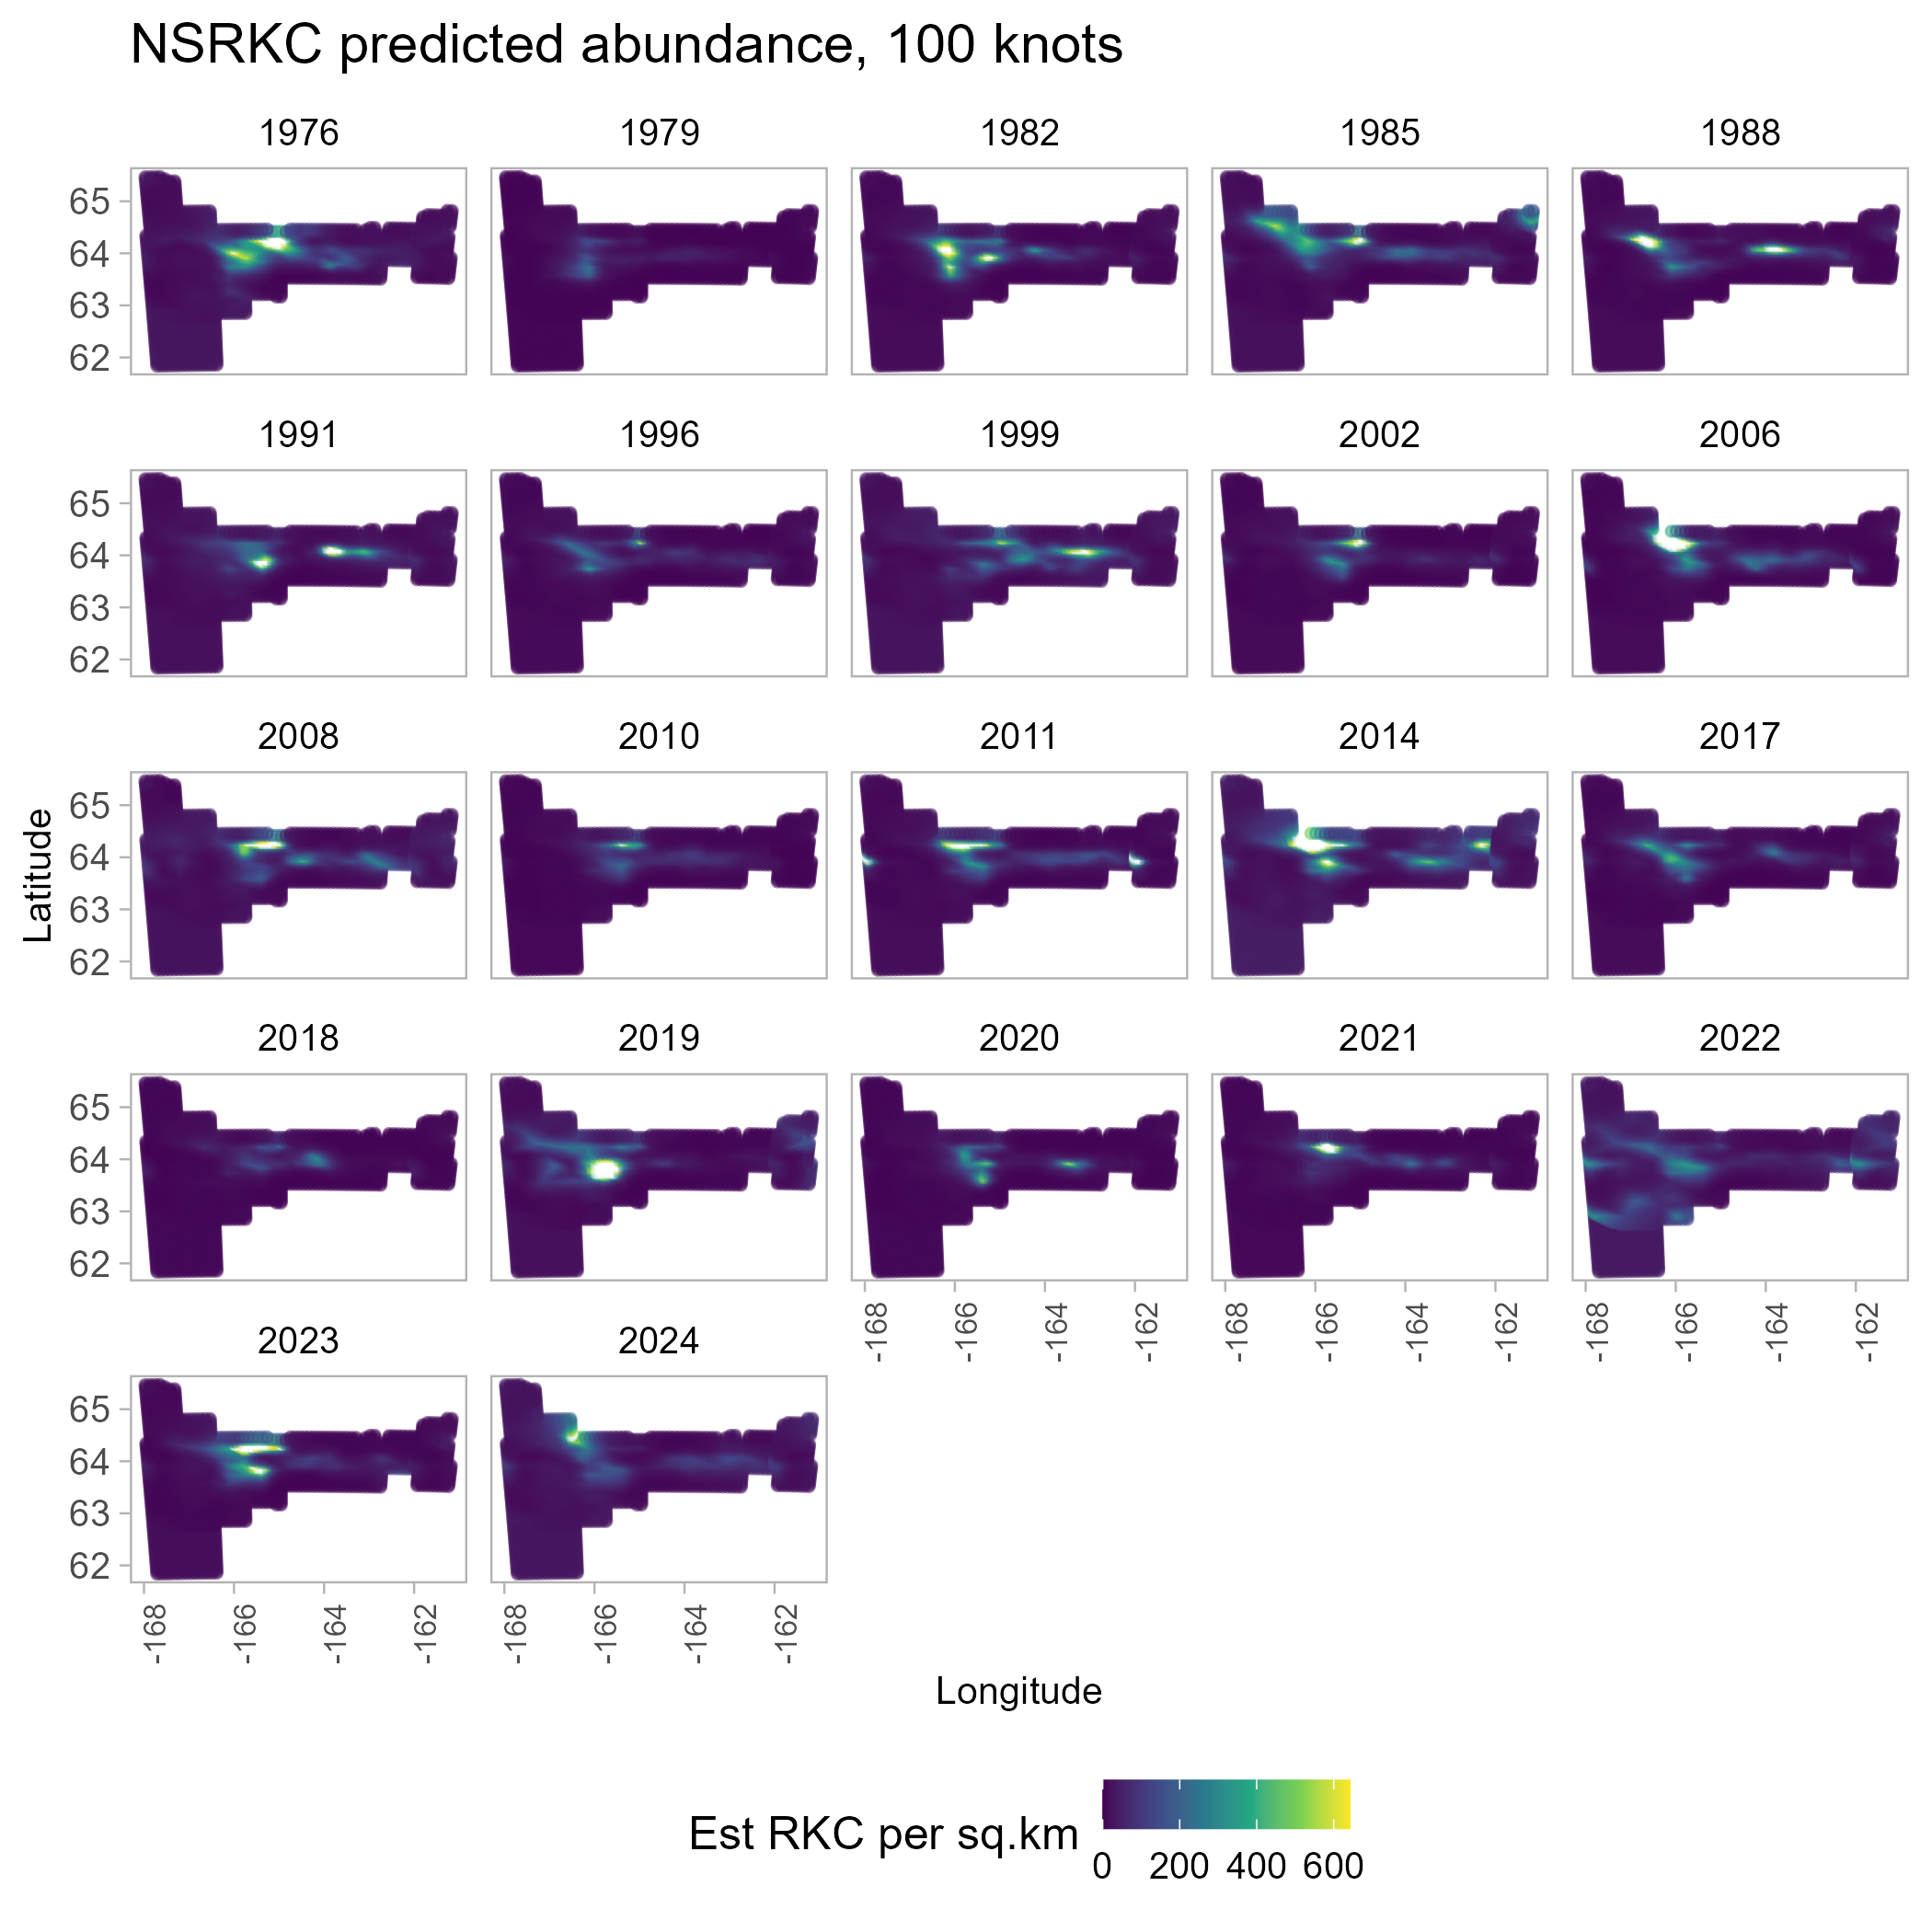 NSRKC predicted abundance, 100 knots
1976 1979 1982 1985 1988
65
64
63
62
1991 1996 1999 2002 2006
65
64
63
62
2008 2010 2011 2014 2017
65
64
63
62
Latitude
2018 2019 2020 2021 2022
65
64
63
62
-168 -166 -164 -162 -168 -166 -164 -162 -168 -166 -164 -162
2023 2024
65
64
63
62
-168 -166 -164 -162 -168 -166 -164 -162
Longitude
Est RKC per sq.km
0 200 400 600